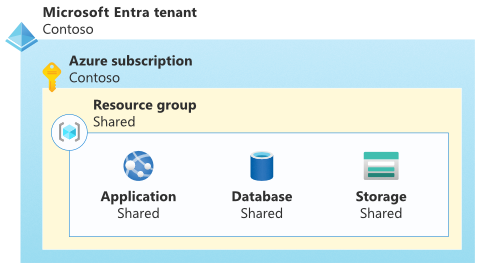 Microsoft Entra tenant
Contoso
Azure subscription
Contoso
Resource group
Shared
Application
Shared
Database
Shared
Storage
Shared